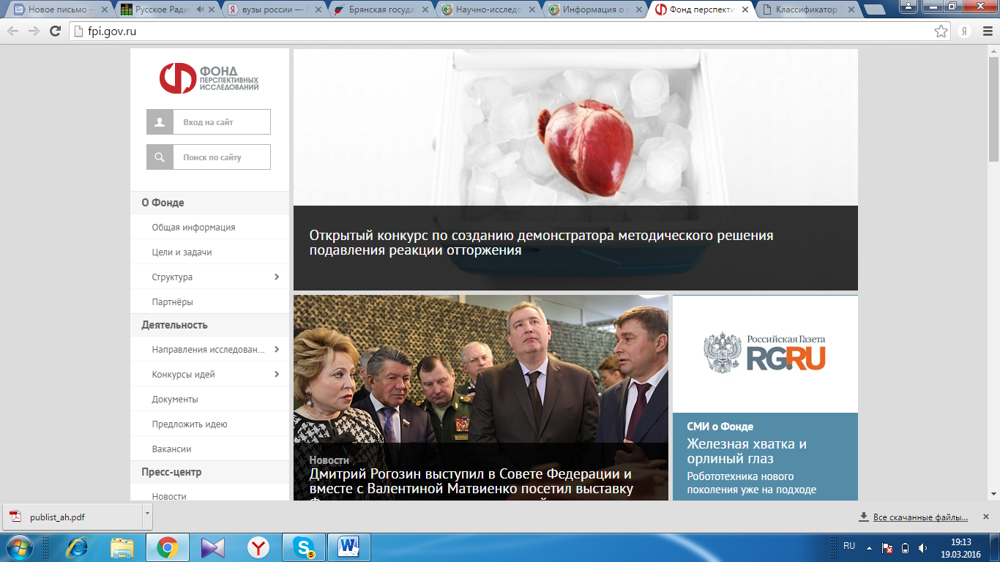 Новое письмо —
Русское Ради
вузы россии —
Брянская госуда
Научно-исследо
Информация о
Фонд перспекти
Классификатор
fpi.gov.ru
Я
ФОНД
ПЕРСПЕКТИВНЫХ
ИССЛЕДОВАНИЙ
Вход на сайт
Поиск по сайту
О Фонде
Общая информация
Цели и задачи
Структура
Партнёры
Деятельность
Направления исследован...
Конкурсы идей
Документы
Предложить идею
Вакансии
Пресс-центр
Новости
Открытый конкурс по созданию демонстратора методического решения
подавления реакции отторжения
Новости
Дмитрий Рогозин выступил в Совете Федерации и
вместе с Валентиной Матвиенко посетил выставку
Российская Газета
RGRU
СМИ о Фонде
Железная хватка и
орлиный глаз
Робототехника нового
поколения уже на подходе
publist_ah.pdf
Все скачанные файлы...
RU
19:13
19.03.2016